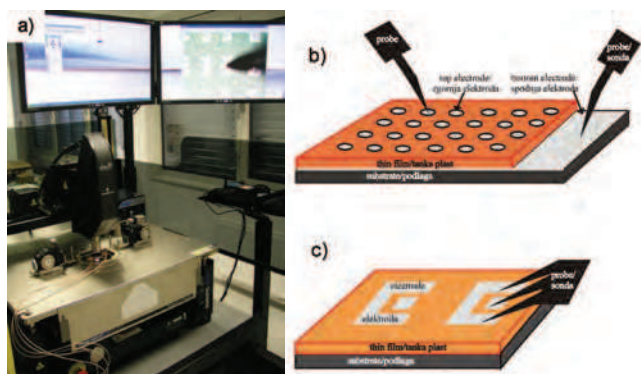 a)
b)
probe
top electrode/
zgornja elektroda
bottom electrode/
spodnja elektroda
probe/
sonda
thin film/tanka plast
substrate/podlaga
c)
electrode
elektroda
probe/
sonda
thin film/tanka plast
substrate/podlaga